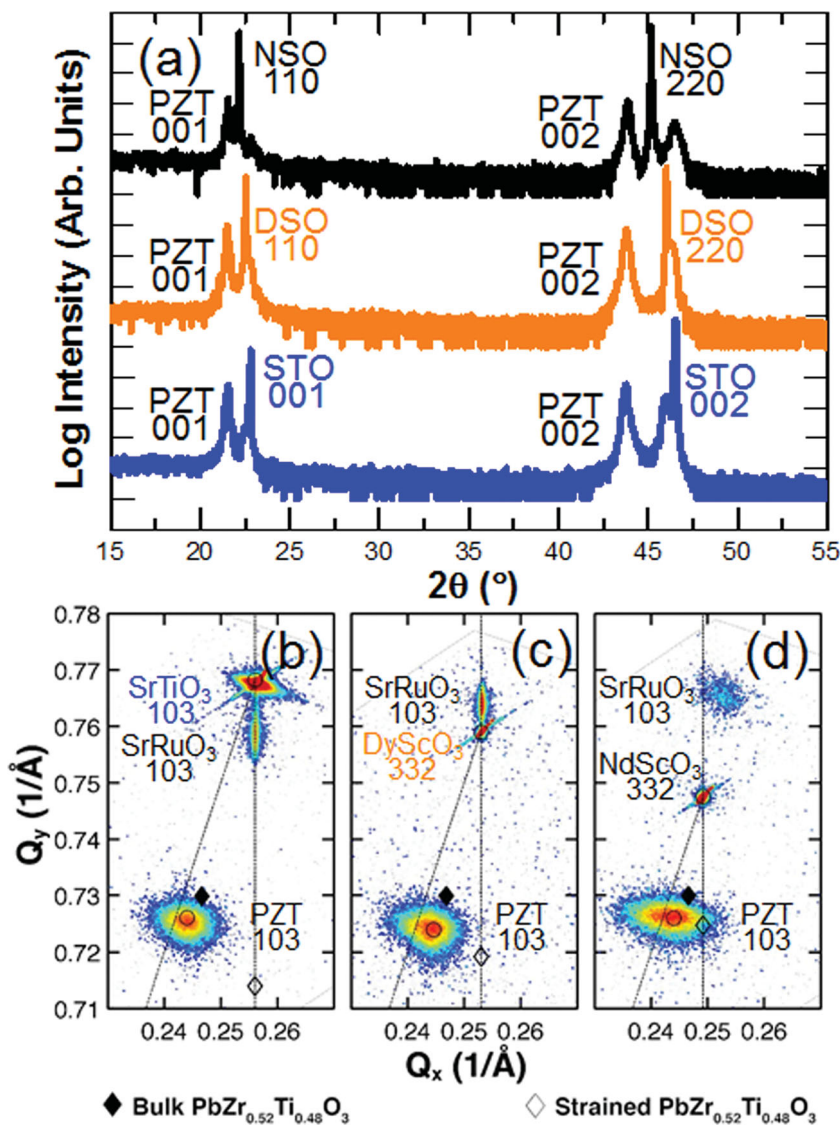 (a)
NSO
110
PZT
001
NSO
220
PZT
002
DSO
110
PZT
001
DSO
220
PZT
002
STO
001
PZT
001
STO
002
PZT
002
Log Intensity (Arb. Units)
15 20 25 30 35 40 45 50 55
2θ (°)
0.78
0.77
0.76
0.75
0.74
0.73
0.72
0.71
Q_y (1/Å)
(b)
SrTiO₃
103
SrRuO₃
103
PZT
103
0.24 0.26
(c)
SrRuO₃
103
DyScO₃
332
PZT
103
0.24 0.25 0.26
(d)
SrRuO₃
103
NdScO₃
332
PZT
103
0.24 0.25 0.26
Q_x (1/Å)
◆ Bulk PbZr₀.₅₂Ti₀.₄₈O₃
◇ Strained PbZr₀.₅₂Ti₀.₄₈O₃